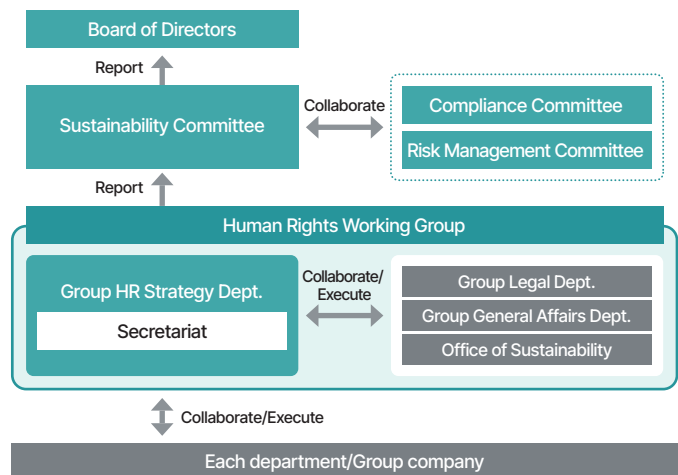 Board of Directors
Report
Sustainability Committee
Collaborate
Compliance Committee
Risk Management Committee
Report
Human Rights Working Group
Group HR Strategy Dept.
Secretariat
Collaborate/
Execute
Group Legal Dept.
Group General Affairs Dept.
Office of Sustainability
Collaborate/Execute
Each department/Group company